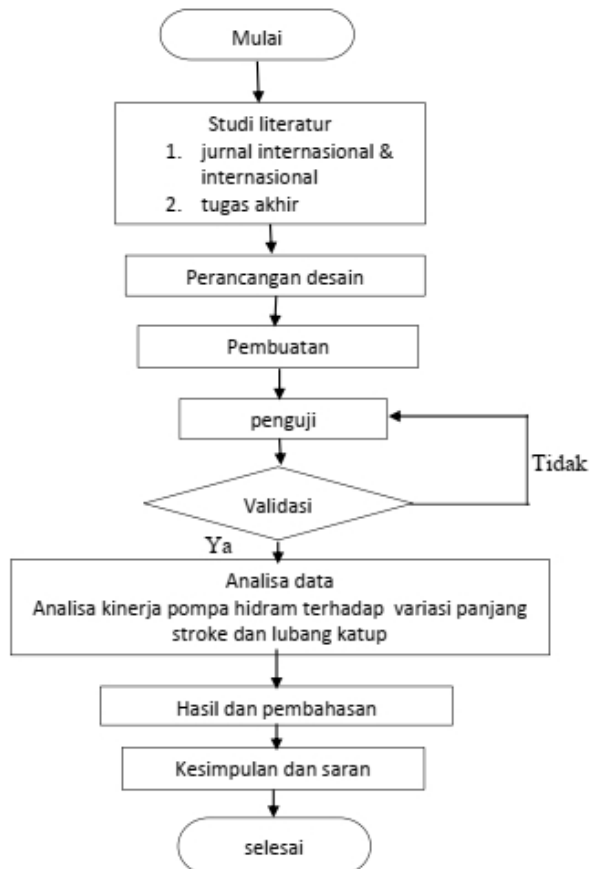 Mulai
Studi literatur
1. jurnal internasional &
internasional
2. tugas akhir
Perancangan desain
Pembuatan
penguji
Tidak
Validasi
Ya
Analisa data
Analisa kinerja pompa hidram terhadap variasi panjang
stroke dan lubang katup
Hasil dan pembahasan
Kesimpulan dan saran
selesai